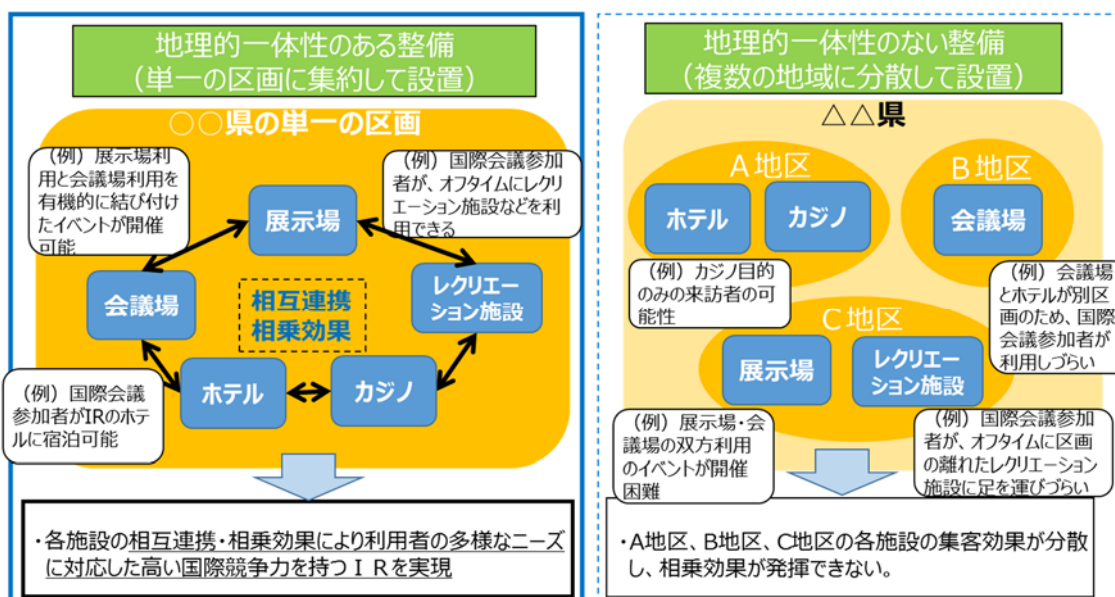 地理的一体性のある整備
（単一の区画に集約して設置）
○○県の単一の区画
（例）展示場利
用と会議場利用を
有機的に結び付け
たイベントが開催
可能
（例）国際会議参加
者が、オフタイムにレクリ
エーション施設などを利
用できる
展示場
会議場
レクリエー
ション施設
相互連携
相乗効果
ホテル
カジノ
（例）国際会議
参加者がIRのホテ
ルに宿泊可能
・各施設の相互連携・相乗効果により利用者の多様なニーズ
に対応した高い国際競争力を持つＩＲを実現
地理的一体性のない整備
（複数の地域に分散して設置）
△△県
A地区
ホテル
カジノ
（例）カジノ目的
のみの来訪者の可
能性
B地区
会議場
（例）会議場
とホテルが別区
画のため、国際
会議参加者が
利用しづらい
C地区
展示場
レクリエー
ション施設
（例）展示場・会
議場の双方利用
のイベントが開催
困難
（例）国際会議参加
者が、オフタイムに区画
の離れたレクリエーション
施設に足を運びづらい
・A地区、B地区、C地区の各施設の集客効果が分散
し、相乗効果が発揮できない。